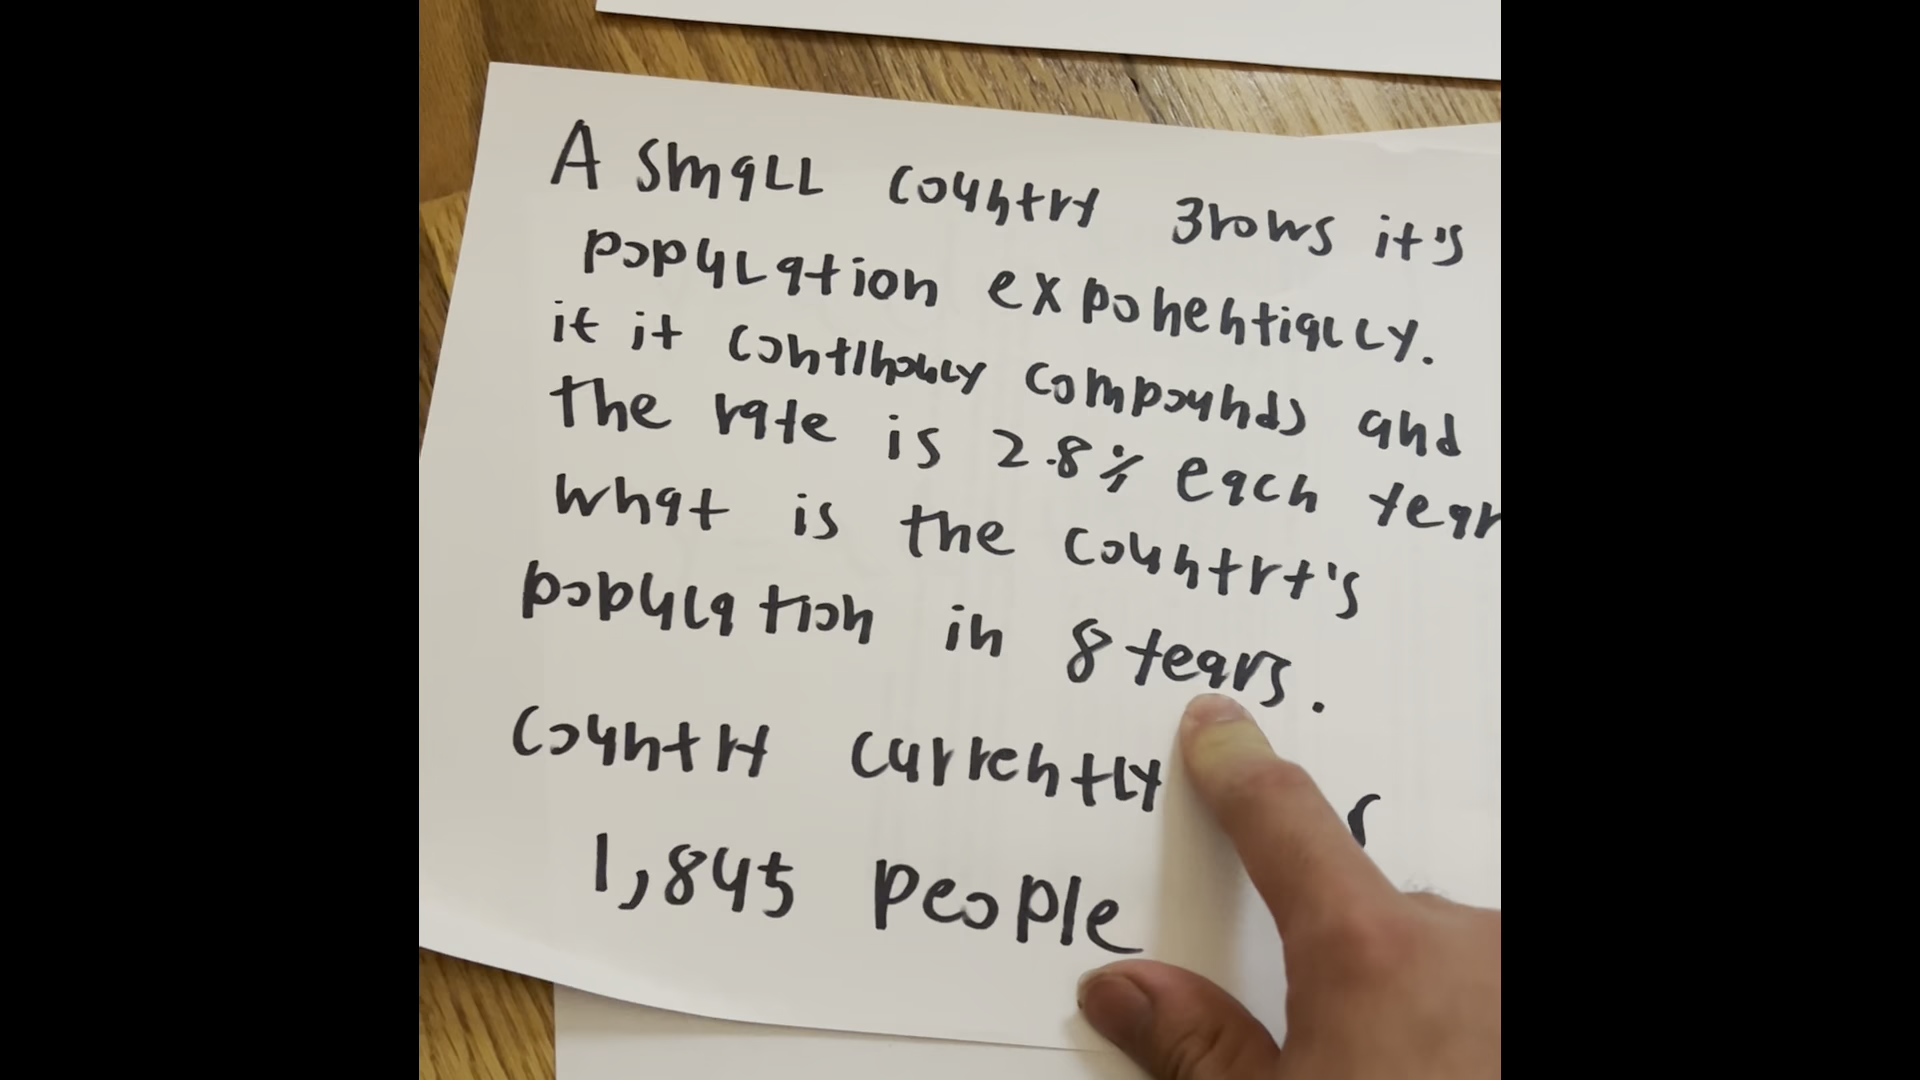 A small country grows it's
population exponentially.
if it continously compounds and
the rate is 2.8% each year
what is the country's
population in 8 years.
Country currently
1,845 people